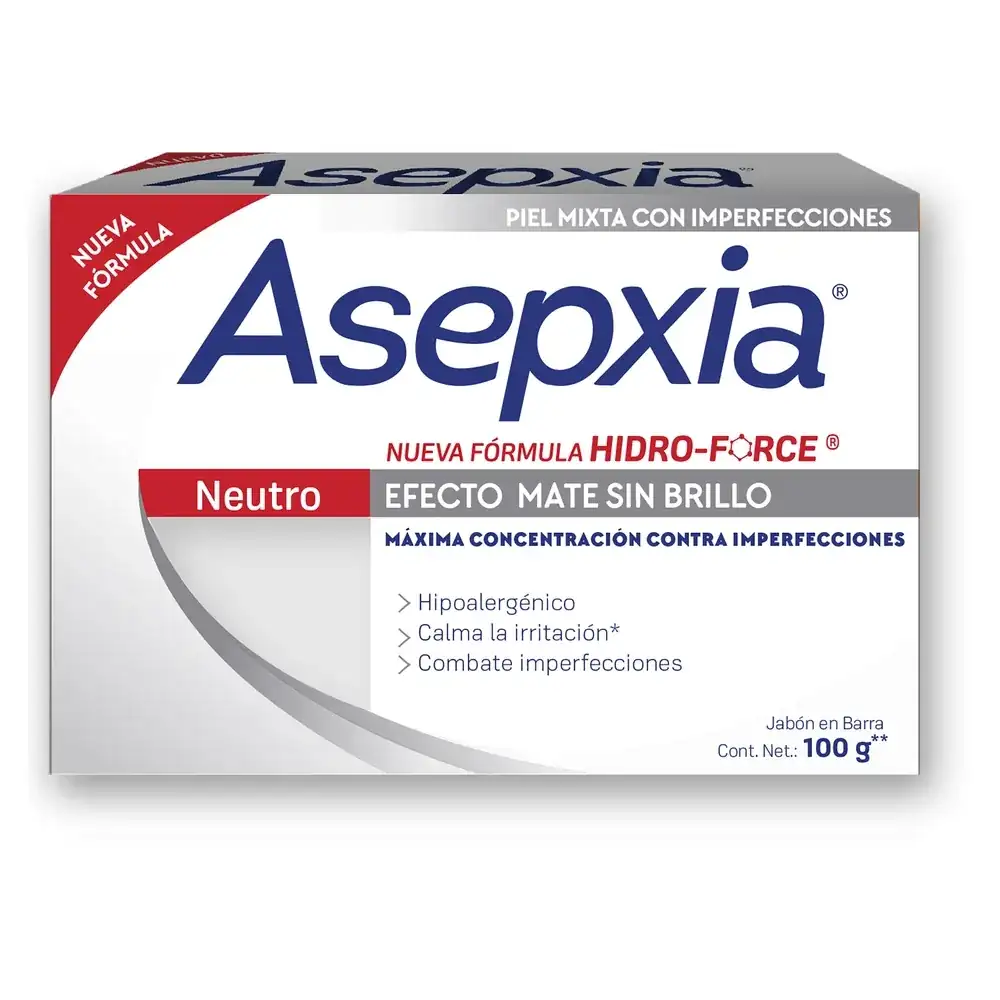 NUEVO
Asepxia™
NUEVA
FÓRMULA
PIEL MIXTA CON IMPERFECCIONES
Asepxia®
NUEVA FÓRMULA HIDRO-FORCE®
Neutro
EFECTO MATE SIN BRILLO
MÁXIMA CONCENTRACIÓN CONTRA IMPERFECCIONES
> Hipoalergénico
> Calma la irritación*
> Combate imperfecciones
Jabón en Barra
Cont. Net.: 100 g**